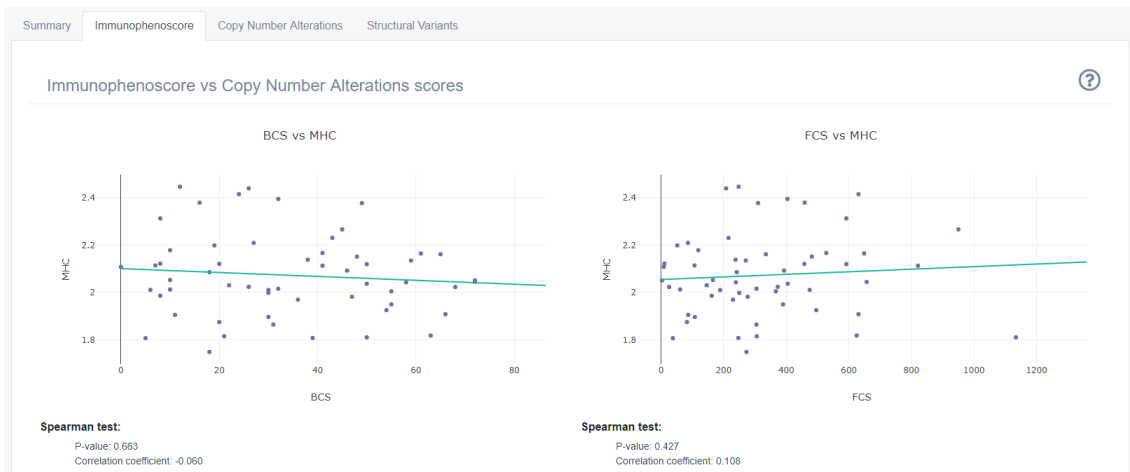 Summary Immunophenoscore Copy Number Alterations Structural Variants
Immunophenoscore vs Copy Number Alterations scores ?
BCS vs MHC
2.4
2.2
2
1.8
MHC
0 20 40 60 80
BCS
FCS vs MHC
2.4
2.2
2
1.8
MHC
0 200 400 600 800 1000 1200
FCS
Spearman test:
P-value: 0.663
Correlation coefficient: -0.060
Spearman test:
P-value: 0.427
Correlation coefficient: 0.108